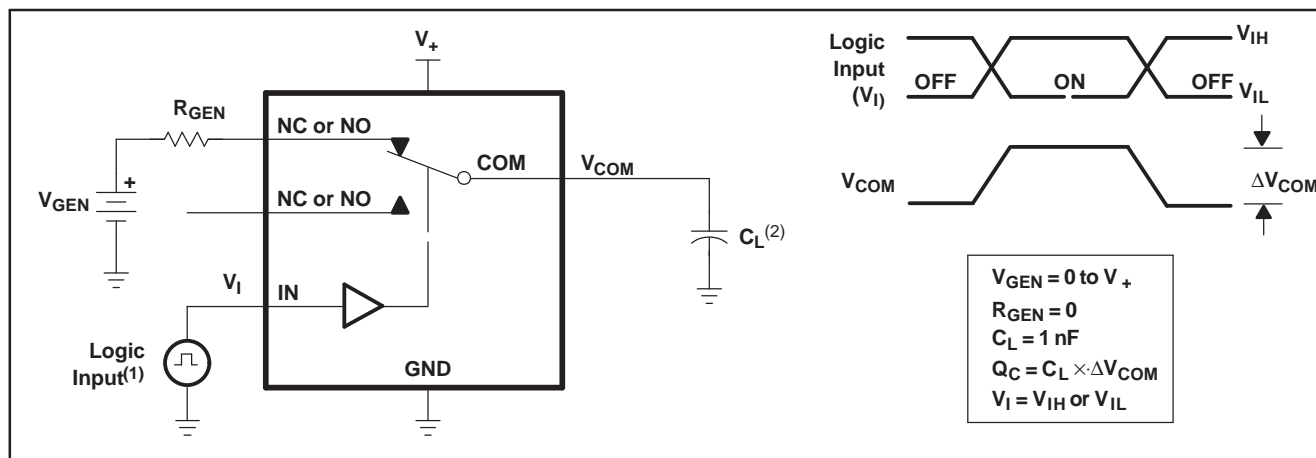 V+
RGEN
NC or NO
COM
VCOM
VGEN
+
NC or NO
CL(2)
VI
IN
Logic
Input(1)
GND
Logic
Input
(VI)
VIH
OFF
ON
OFF
VIL
VCOM
ΔVCOM
VGEN = 0 to V+
RGEN = 0
CL = 1 nF
QC = CL × ΔVCOM
VI = VIH or VIL